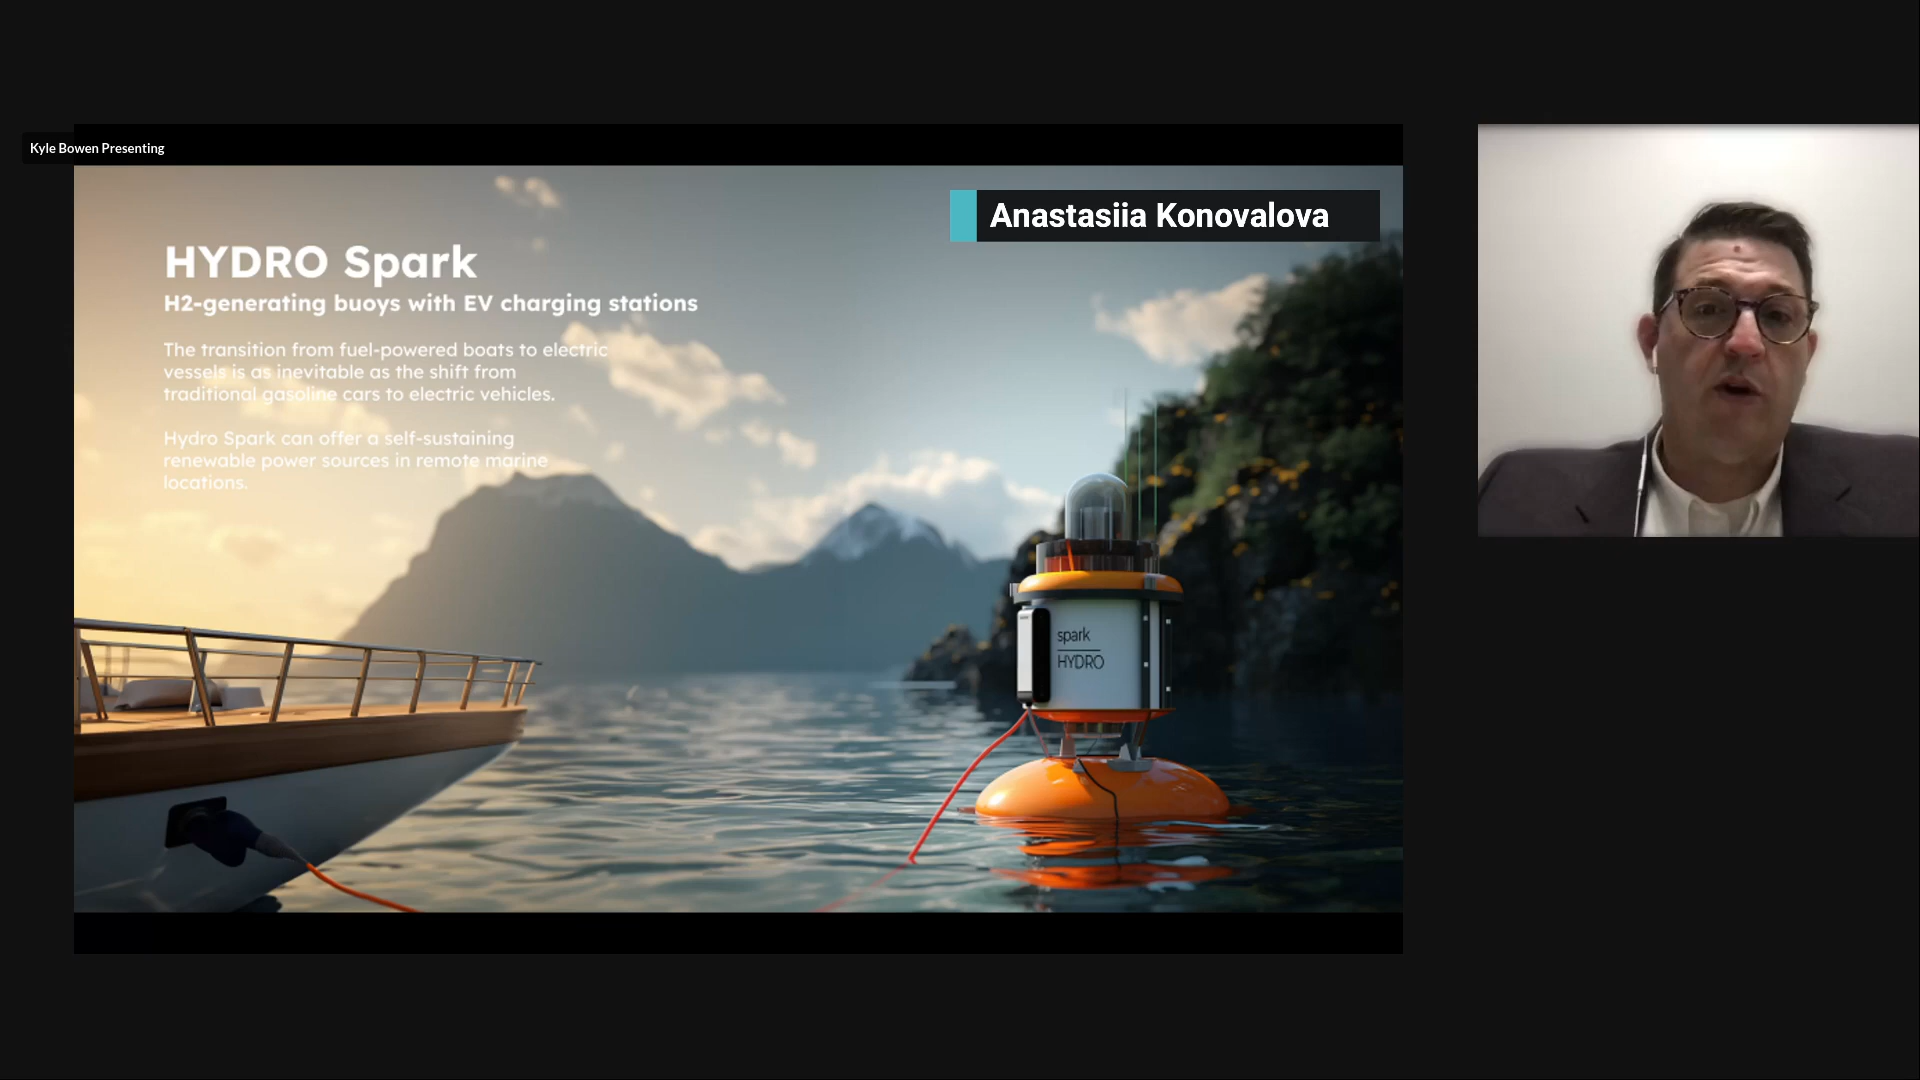 Kyle Bowen Presenting
Anastasiia Konovalova
HYDRO Spark
H2-generating buoys with EV charging stations
The transition from fuel-powered boats to electric
vessels is as inevitable as the shift from
traditional gasoline cars to electric vehicles.
Hydro Spark can offer a self-sustaining
renewable power sources in remote marine
locations.
spark
HYDRO